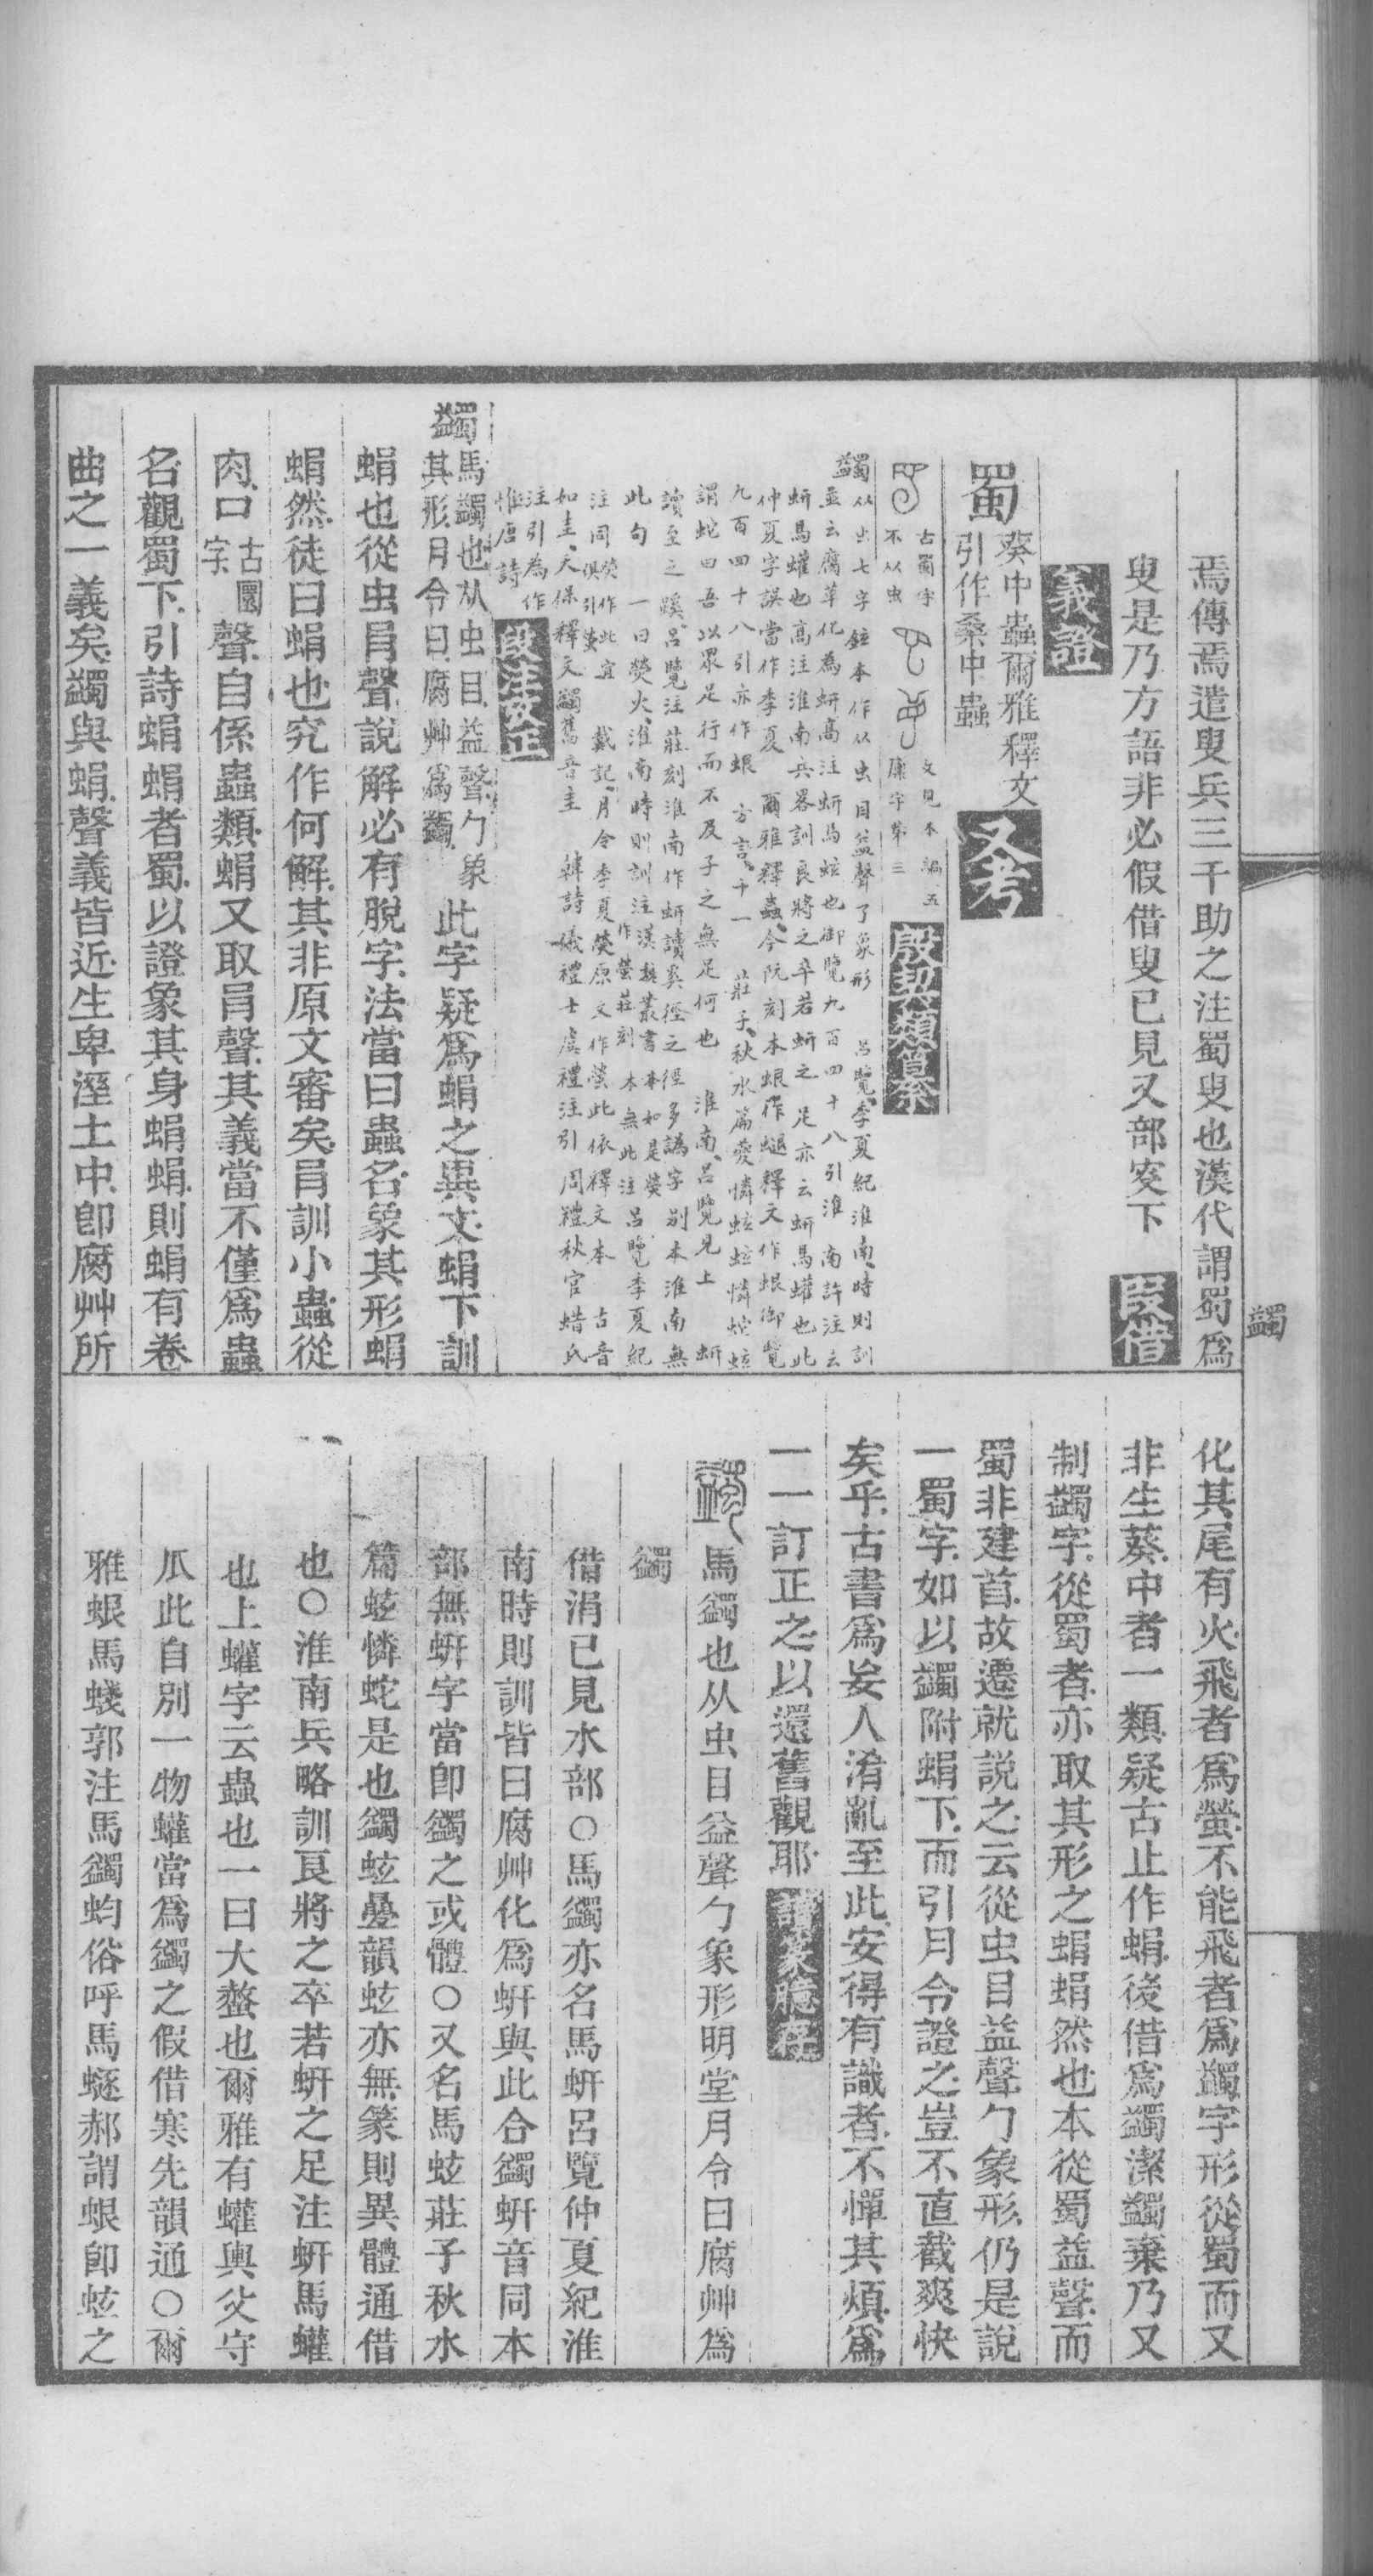 焉傳焉遣叟兵三千助之注蜀叟也漢代謂蜀爲
叟是乃方語非必假借叟已見又部叜下 段借
義證
蜀 葵中蠶爾雅釋文
引作桑中蠶
又考
古蜀字
不从虫
文見本編五
康字第三
殷契類纂
蠲从虫七字鉉本作从虫目益聲了象形 呂覽季夏紀淮南時則訓
並云腐草化為蚈高注蚈馬蚿也御覽九百四十八引淮南許注云
蚈馬蠸也高注淮南兵畧訓良將之卒若蚈之足亦云蚈馬蠸也此
仲夏字誤當作季夏 爾雅釋蟲今阮刻本蛝作䗖釋文作蛝御覽
九百四十八引亦作蛝 方言十一 莊子秋水篇夔憐蚿蚿憐蛇蚿
謂蛇曰吾以眾足行而不及子之無足何也 淮南呂覽見上 蚈
讀至之蹊呂覽注莊刻淮南作蚈讀奚徑之徑多譌字別本淮南無
此句 一曰熒火淮南時則訓注漢魏叢書本如是熒
作螢莊刻本無此注呂覽季夏紀
注同熒作此宜
俱引螢
戴記月令季夏熒原文作螢此依釋文本 古音
如圭天保釋文蠲舊音圭 韓詩儀禮士虞禮注引 周禮秋官蜡氏
注引為作
惟唐詩
段注攷正
蠲 馬蠲也从虫目益聲勹象
其形月令曰腐艸爲蠲
此字疑爲蜎之異文蜎下訓
蜎也從虫肙聲說解必有脫字法當曰蟲名象其形蜎
蜎然徒曰蜎也究作何解其非原文審矣肙訓小蟲從
肉口古圜
字
聲自係蟲類蜎又取肙聲其義當不僅爲蟲
名觀蜀下引詩蜎蜎者蜀以證象其身蜎蜎則蜎有卷
曲之一義矣蠲與蜎聲義皆近生卑溼土中卽腐艸所
化其尾有火飛者爲螢不能飛者爲蠲字形從蜀而又
非生葵中者一類疑古止作蜎後借爲蠲潔蠲棄乃又
制蠲字從蜀者亦取其形之蜎蜎然也本從蜀益聲而
蜀非建首故遷就說之云從虫目益聲勹象形仍是說
一蜀字如以蠲附蜎下而引月令證之豈不直截爽快
矣乎古書爲妄人淆亂至此安得有識者不憚其煩爲
一一訂正之以還舊觀耶 讀篆臆存
馬蠲也从虫目益聲勹象形明堂月令曰腐艸爲
蠲
借涓已見水部○馬蠲亦名馬蚈呂覽仲夏紀淮
南時則訓皆曰腐艸化爲蚈與此合蠲蚈音同本
部無蚈字當卽蠲之或體○又名馬蚿莊子秋水
篇蚿憐蛇是也蠲蚿疊韻蚿亦無篆則異體通借
也○淮南兵略訓良將之卒若蚈之足注蚈馬蠸
也上蠸字云蟲也一曰大螫也爾雅有蠸輿父守
瓜此自別一物蠸當爲蠲之假借寒先韻通○爾
雅蛝馬蝬郭注馬蠲蚐俗呼馬䗖郝謂蛝卽蚿之
蠲